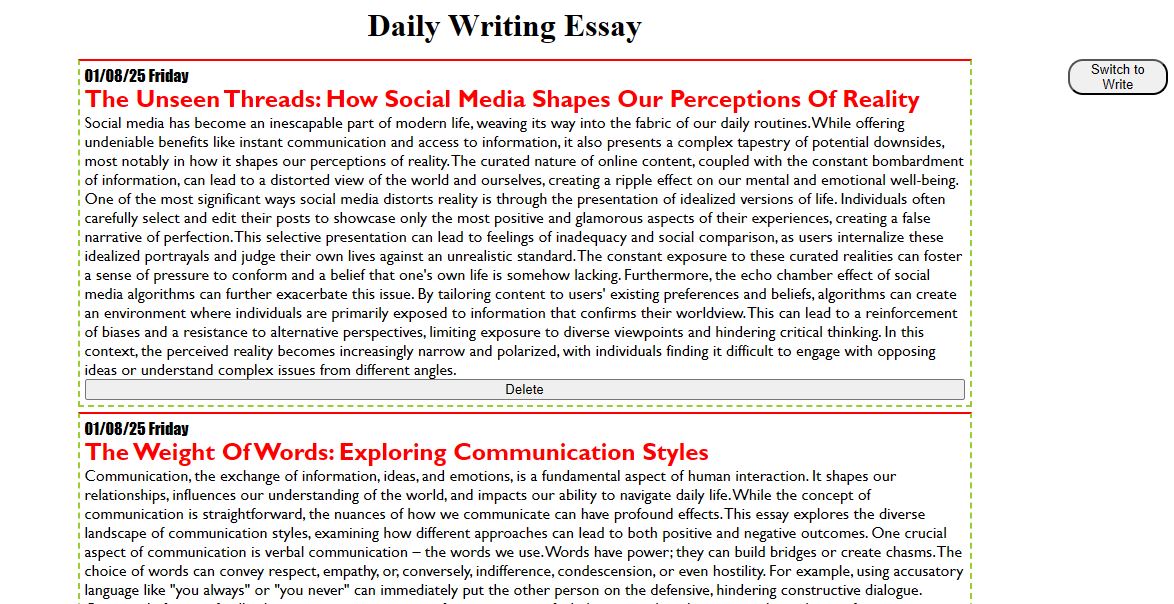 Daily Writing Essay
Switch to
Write
01/08/25 Friday
The Unseen Threads: How Social Media Shapes Our Perceptions Of Reality
Social media has become an inescapable part of modern life, weaving its way into the fabric of our daily routines. While offering
undeniable benefits like instant communication and access to information, it also presents a complex tapestry of potential downsides,
most notably in how it shapes our perceptions of reality. The curated nature of online content, coupled with the constant bombardment
of information, can lead to a distorted view of the world and ourselves, creating a ripple effect on our mental and emotional well-being.
One of the most significant ways social media distorts reality is through the presentation of idealized versions of life. Individuals often
carefully select and edit their posts to showcase only the most positive and glamorous aspects of their experiences, creating a false
narrative of perfection. This selective presentation can lead to feelings of inadequacy and social comparison, as users internalize these
idealized portrayals and judge their own lives against an unrealistic standard. The constant exposure to these curated realities can foster
a sense of pressure to conform and a belief that one's own life is somehow lacking. Furthermore, the echo chamber effect of social
media algorithms can further exacerbate this issue. By tailoring content to users' existing preferences and beliefs, algorithms can create
an environment where individuals are primarily exposed to information that confirms their worldview. This can lead to a reinforcement
of biases and a resistance to alternative perspectives, limiting exposure to diverse viewpoints and hindering critical thinking. In this
context, the perceived reality becomes increasingly narrow and polarized, with individuals finding it difficult to engage with opposing
ideas or understand complex issues from different angles.
Delete
01/08/25 Friday
The Weight Of Words: Exploring Communication Styles
Communication, the exchange of information, ideas, and emotions, is a fundamental aspect of human interaction. It shapes our
relationships, influences our understanding of the world, and impacts our ability to navigate daily life. While the concept of
communication is straightforward, the nuances of how we communicate can have profound effects. This essay explores the diverse
landscape of communication styles, examining how different approaches can lead to both positive and negative outcomes. One crucial
aspect of communication is verbal communication – the words we use. Words have power; they can build bridges or create chasms. The
choice of words can convey respect, empathy, or, conversely, indifference, condescension, or even hostility. For example, using accusatory
language like "you always" or "you never" can immediately put the other person on the defensive, hindering constructive dialogue.